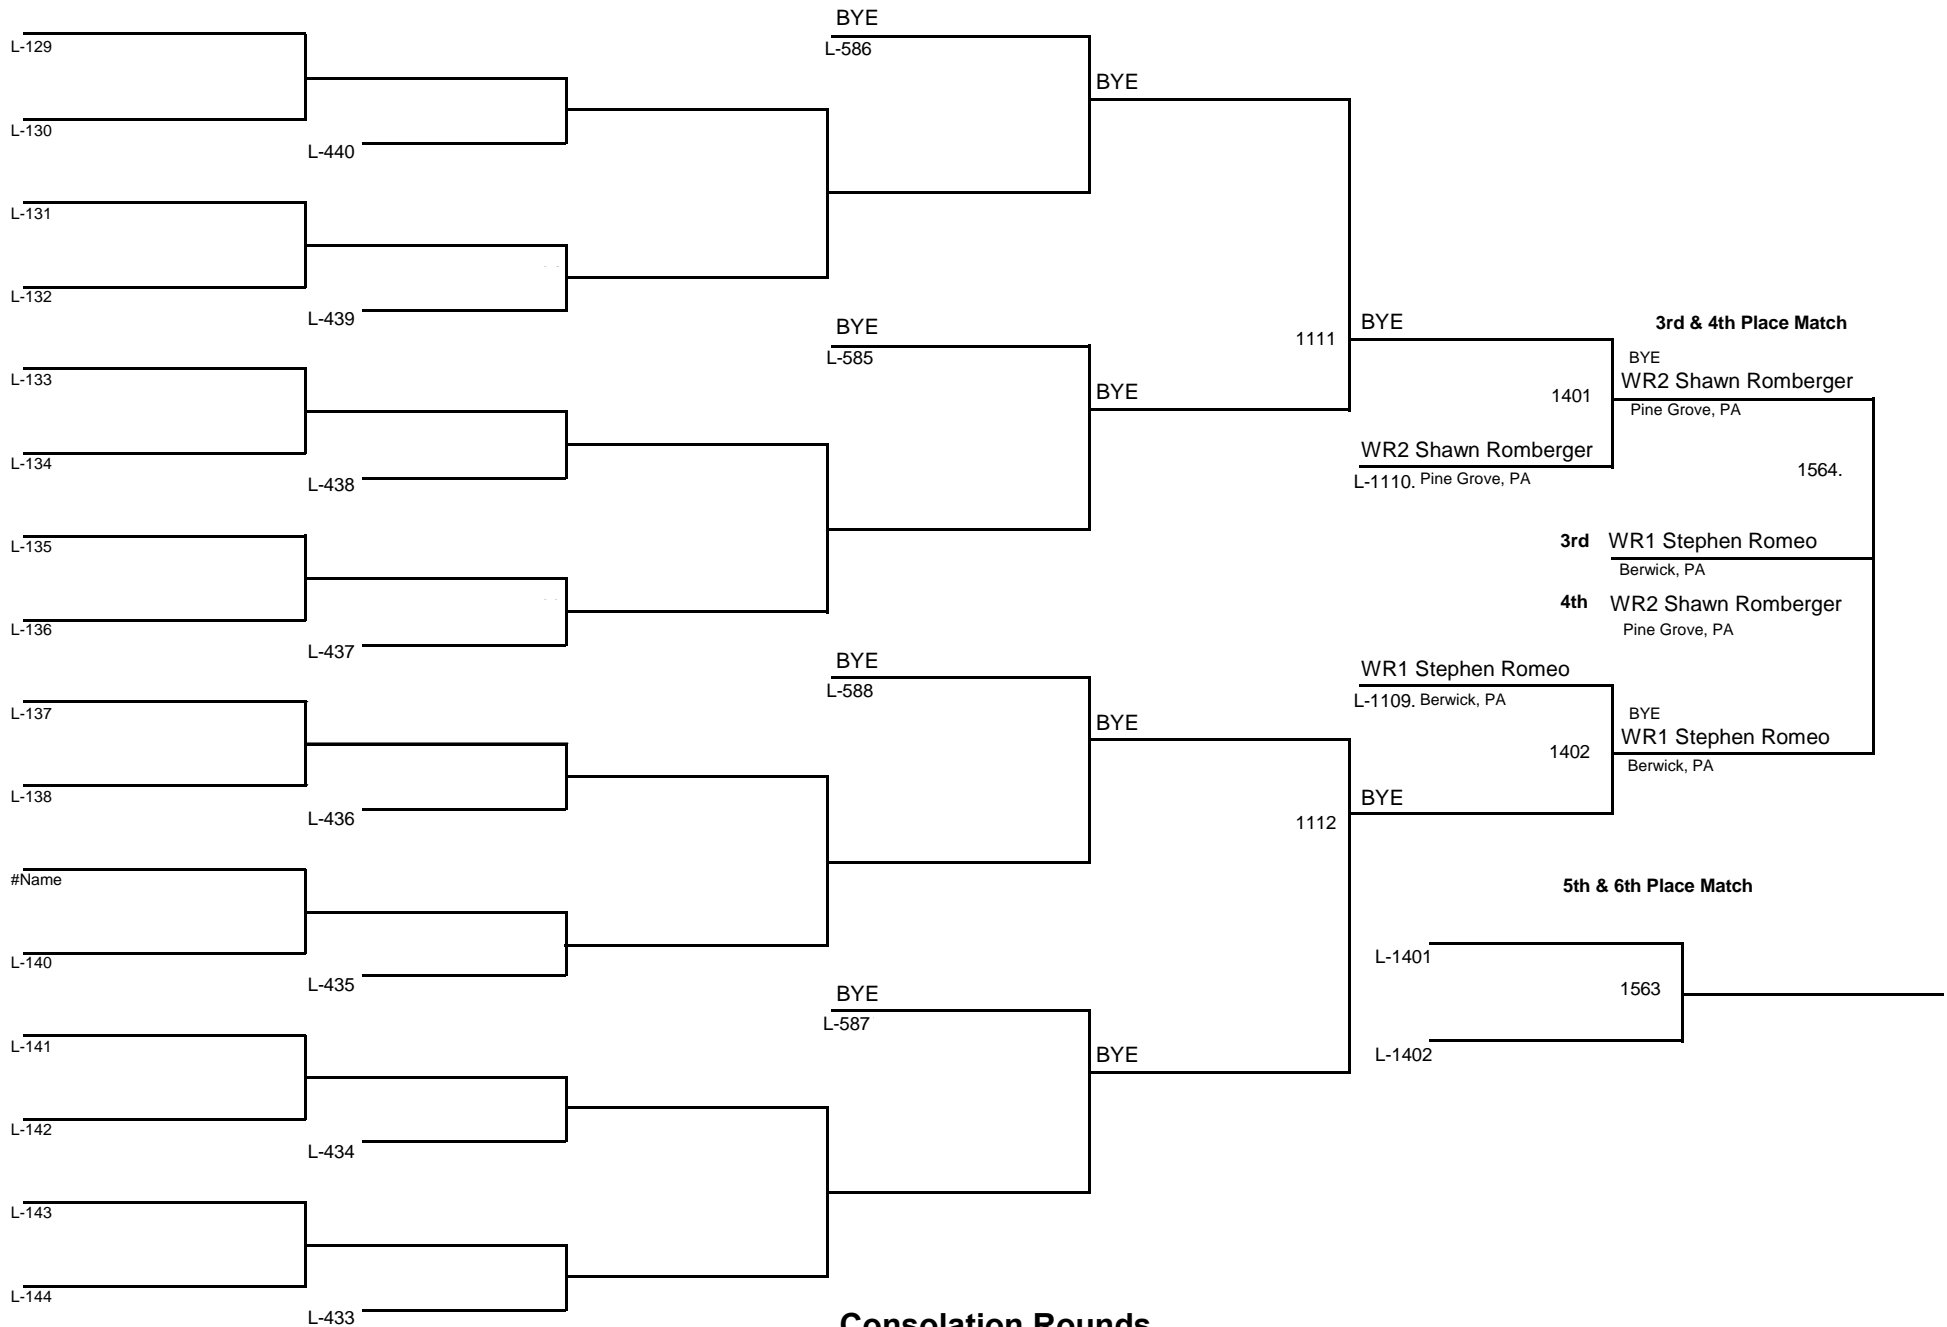 BYE
L-129
L-586
BYE
L-130
L-440
L-131
L-132
L-439
BYE
L-585
BYE
1111
BYE
3rd & 4th Place Match
L-133
BYE
WR2 Shawn Romberger
Pine Grove, PA
1401
L-134
L-438
WR2 Shawn Romberger
L-1110. Pine Grove, PA
1564.
L-135
3rd WR1 Stephen Romeo
Berwick, PA
4th WR2 Shawn Romberger
Pine Grove, PA
L-136
L-437
BYE
L-588
WR1 Stephen Romeo
L-1109. Berwick, PA
L-137
BYE
BYE
WR1 Stephen Romeo
Berwick, PA
1402
L-138
L-436
BYE
1112
#Name
5th & 6th Place Match
L-140
L-435
L-1401
1563
BYE
L-587
L-141
BYE
L-1402
L-142
L-434
L-143
L-144
L-433
Consolation Rounds